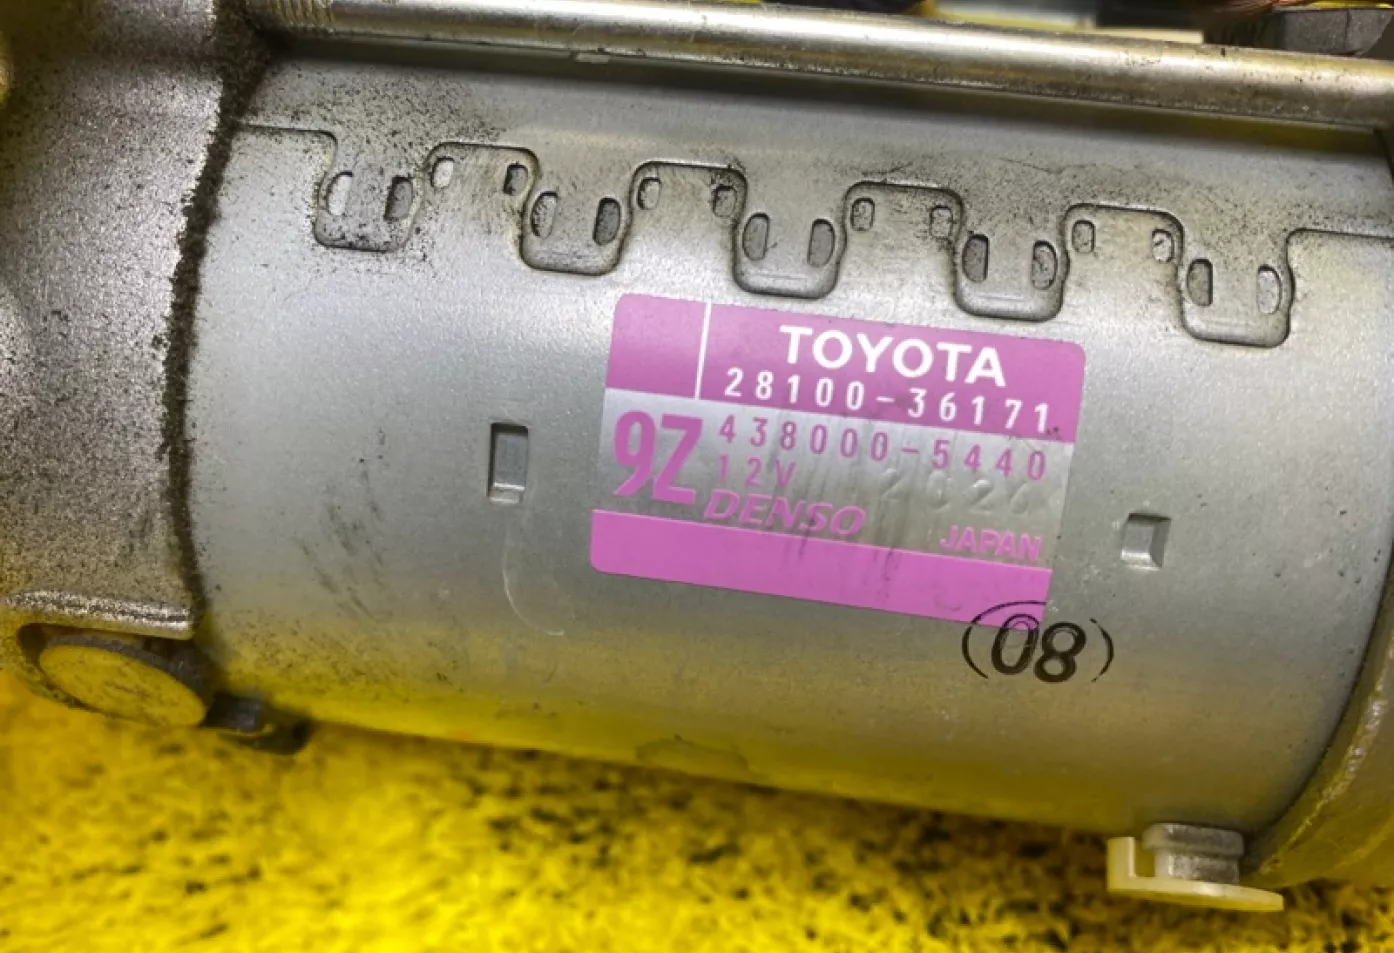 TOYOTA
28100-36171
9Z
438000-5440
12V
DENSO
JAPAN
(08)